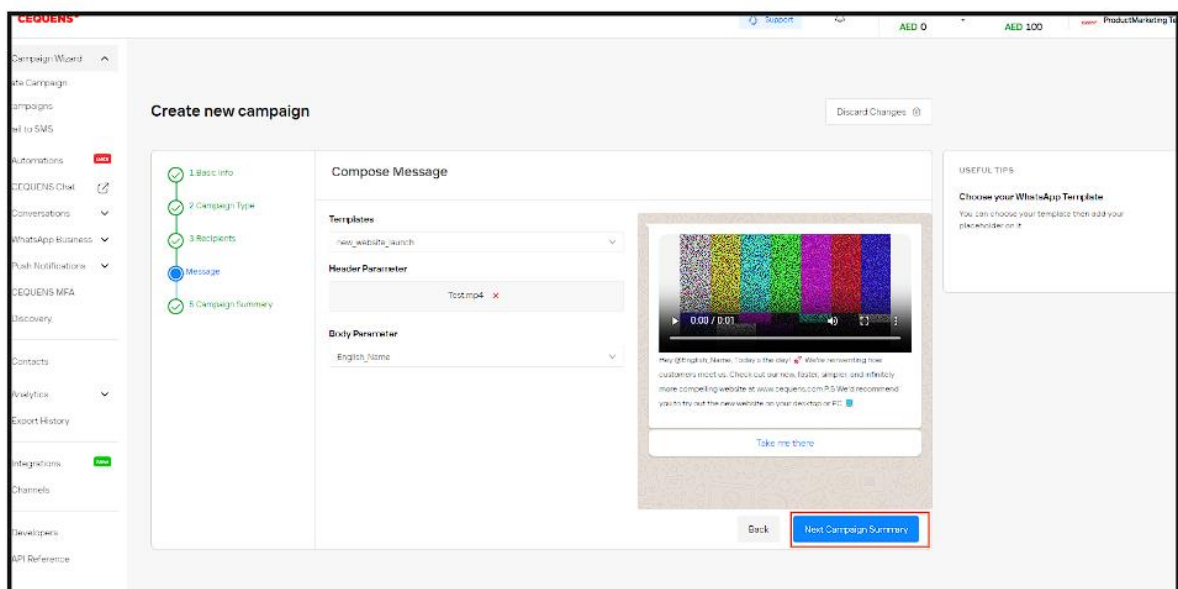 CEQUENS
Support
AED 0
AED 100
ProductMarketing Te
Campaign Wizard
ate Campaign
ampaigns
ail to SMS
Automations
CEQUENS Chat
Conversations
WhatsApp Business
Push Notifications
CEQUENS MFA
Discovery
Contacts
Analytics
Export History
Integrations
New
Channels
Developers
API Reference
Create new campaign
Discard Changes
1 Basic Info
2 Campaign Type
3 Recipients
Message
5 Campaign Summary
Compose Message
Templates
new_website_launch
Header Parameter
Test.mp4
Body Parameter
English_Name
0:00 / 0:01
Hey @English_Name, Today's the day! 🚀 We're reinventing how
customers meet us. Check out our new, faster, simpler, and infinitely
more compelling website at www.cequens.com P.S We'd recommend
you to try out the new website on your desktop or PC
Take me there
Back
Next Campaign Summary
USEFUL TIPS
Choose your WhatsApp Template
You can choose your template then add your
placeholder on it